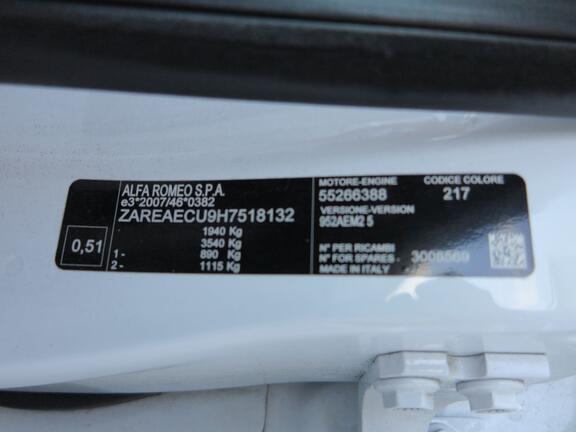 ALFA ROMEO S.P.A.
e3*2007/46*0382
ZAREAECU9H7518132
0,51
1940 Kg
3540 Kg
1- 890 Kg
2- 1115 Kg
MOTORE-ENGINE CODICE COLORE
55266388 217
VERSIONE-VERSION
952AEM2 5
N° PER RICAMBI
N° FOR SPARES 3008569
MADE IN ITALY